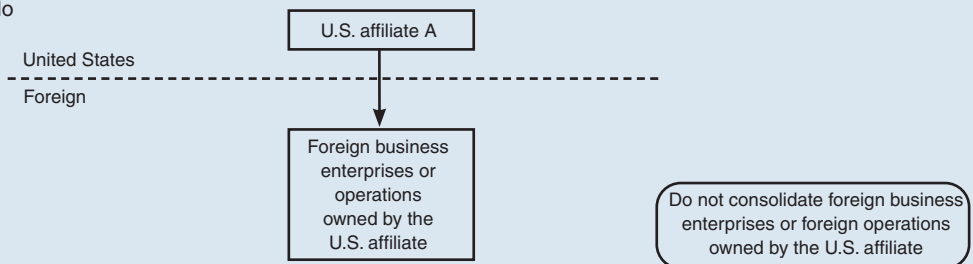 do
U.S. affiliate A
United States
Foreign
Foreign business
enterprises or
operations
owned by the
U.S. affiliate
Do not consolidate foreign business
enterprises or foreign operations
owned by the U.S. affiliate